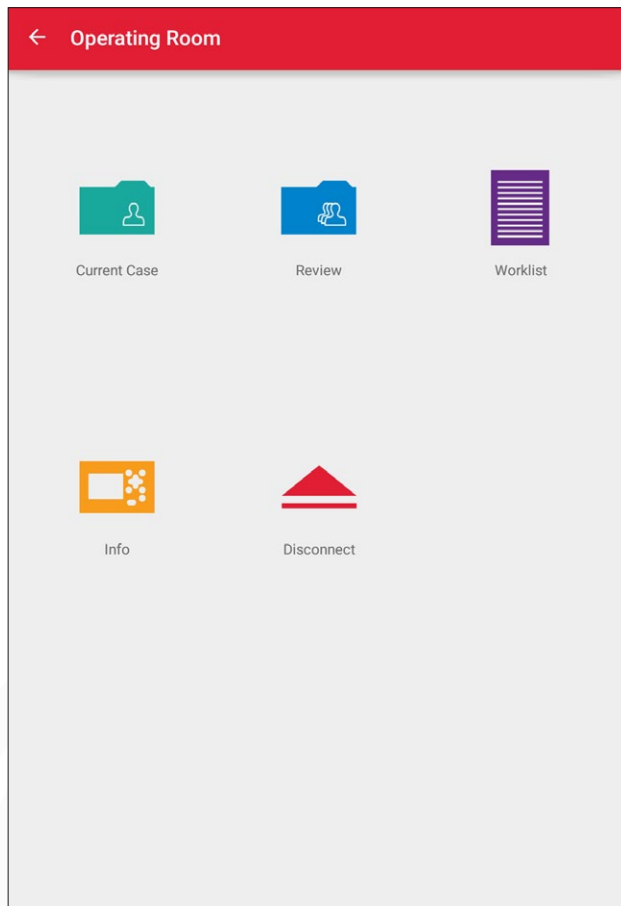 Operating Room
Current Case
Review
Worklist
Info
Disconnect